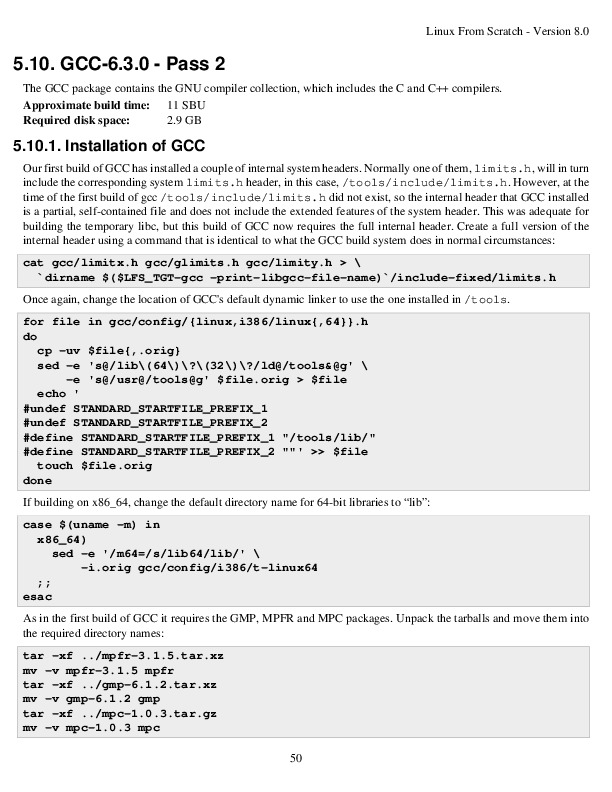 Linux From Scratch - Version 8.0
5.10. GCC-6.3.0 - Pass 2
The GCC package contains the GNU compiler collection, which includes the C and C++ compilers.
Approximate build time: 11 SBU
Required disk space: 2.9 GB
5.10.1. Installation of GCC
Our first build of GCC has installed a couple of internal system headers. Normally one of them, limits.h, will in turn
include the corresponding system limits.h header, in this case, /tools/include/limits.h. However, at the
time of the first build of gcc /tools/include/limits.h did not exist, so the internal header that GCC installed
is a partial, self-contained file and does not include the extended features of the system header. This was adequate for
building the temporary libc, but this build of GCC now requires the full internal header. Create a full version of the
internal header using a command that is identical to what the GCC build system does in normal circumstances:
cat gcc/limitx.h gcc/glimits.h gcc/limity.h > \
  `dirname $($LFS_TGT-gcc -print-libgcc-file-name)`/include-fixed/limits.h
Once again, change the location of GCC's default dynamic linker to use the one installed in /tools.
for file in gcc/config/{linux,i386/linux{,64}}.h
do
  cp -uv $file{,.orig}
  sed -e 's@/lib\(64\)\?\(32\)\?/ld@/tools&@g' \
      -e 's@/usr@/tools@g' $file.orig > $file
  echo '
#undef STANDARD_STARTFILE_PREFIX_1
#undef STANDARD_STARTFILE_PREFIX_2
#define STANDARD_STARTFILE_PREFIX_1 "/tools/lib/"
#define STANDARD_STARTFILE_PREFIX_2 ""' >> $file
  touch $file.orig
done
If building on x86_64, change the default directory name for 64-bit libraries to “lib”:
case $(uname -m) in
  x86_64)
    sed -e '/m64=/s/lib64/lib/' \
        -i.orig gcc/config/i386/t-linux64
  ;;
esac
As in the first build of GCC it requires the GMP, MPFR and MPC packages. Unpack the tarballs and move them into
the required directory names:
tar -xf ../mpfr-3.1.5.tar.xz
mv -v mpfr-3.1.5 mpfr
tar -xf ../gmp-6.1.2.tar.xz
mv -v gmp-6.1.2 gmp
tar -xf ../mpc-1.0.3.tar.gz
mv -v mpc-1.0.3 mpc
50